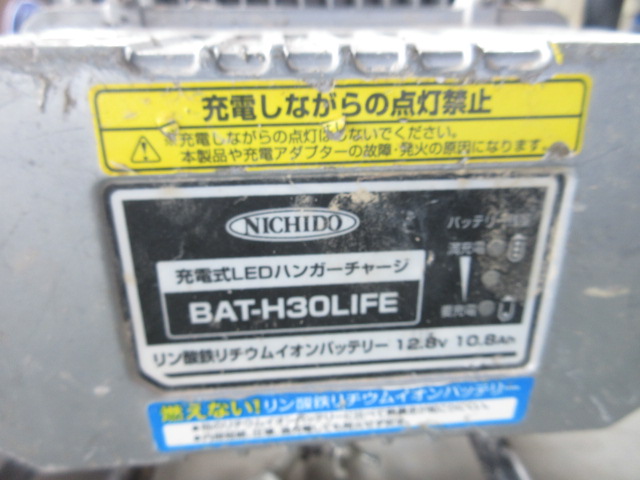 充電しながらの点灯禁止
※充電しながらの点灯はしないでください。
本製品や充電アダプターの故障・発火の原因になります。
NICHIDO
バッテリー
満充電
充電式LEDハンガーチャージ
BAT-H30LIFE
要充電
リン酸鉄リチウムイオンバッテリー 12.8V 10.8Ah
燃えない!リン酸鉄リチウムイオンバッテリー